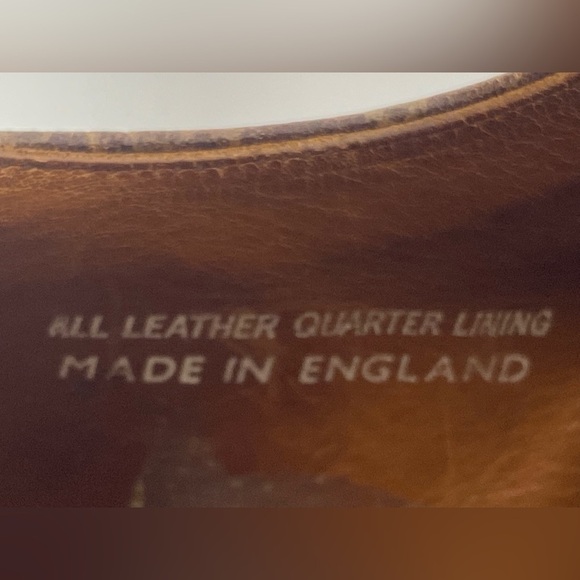 ALL LEATHER QUARTER LINING
MADE IN ENGLAND